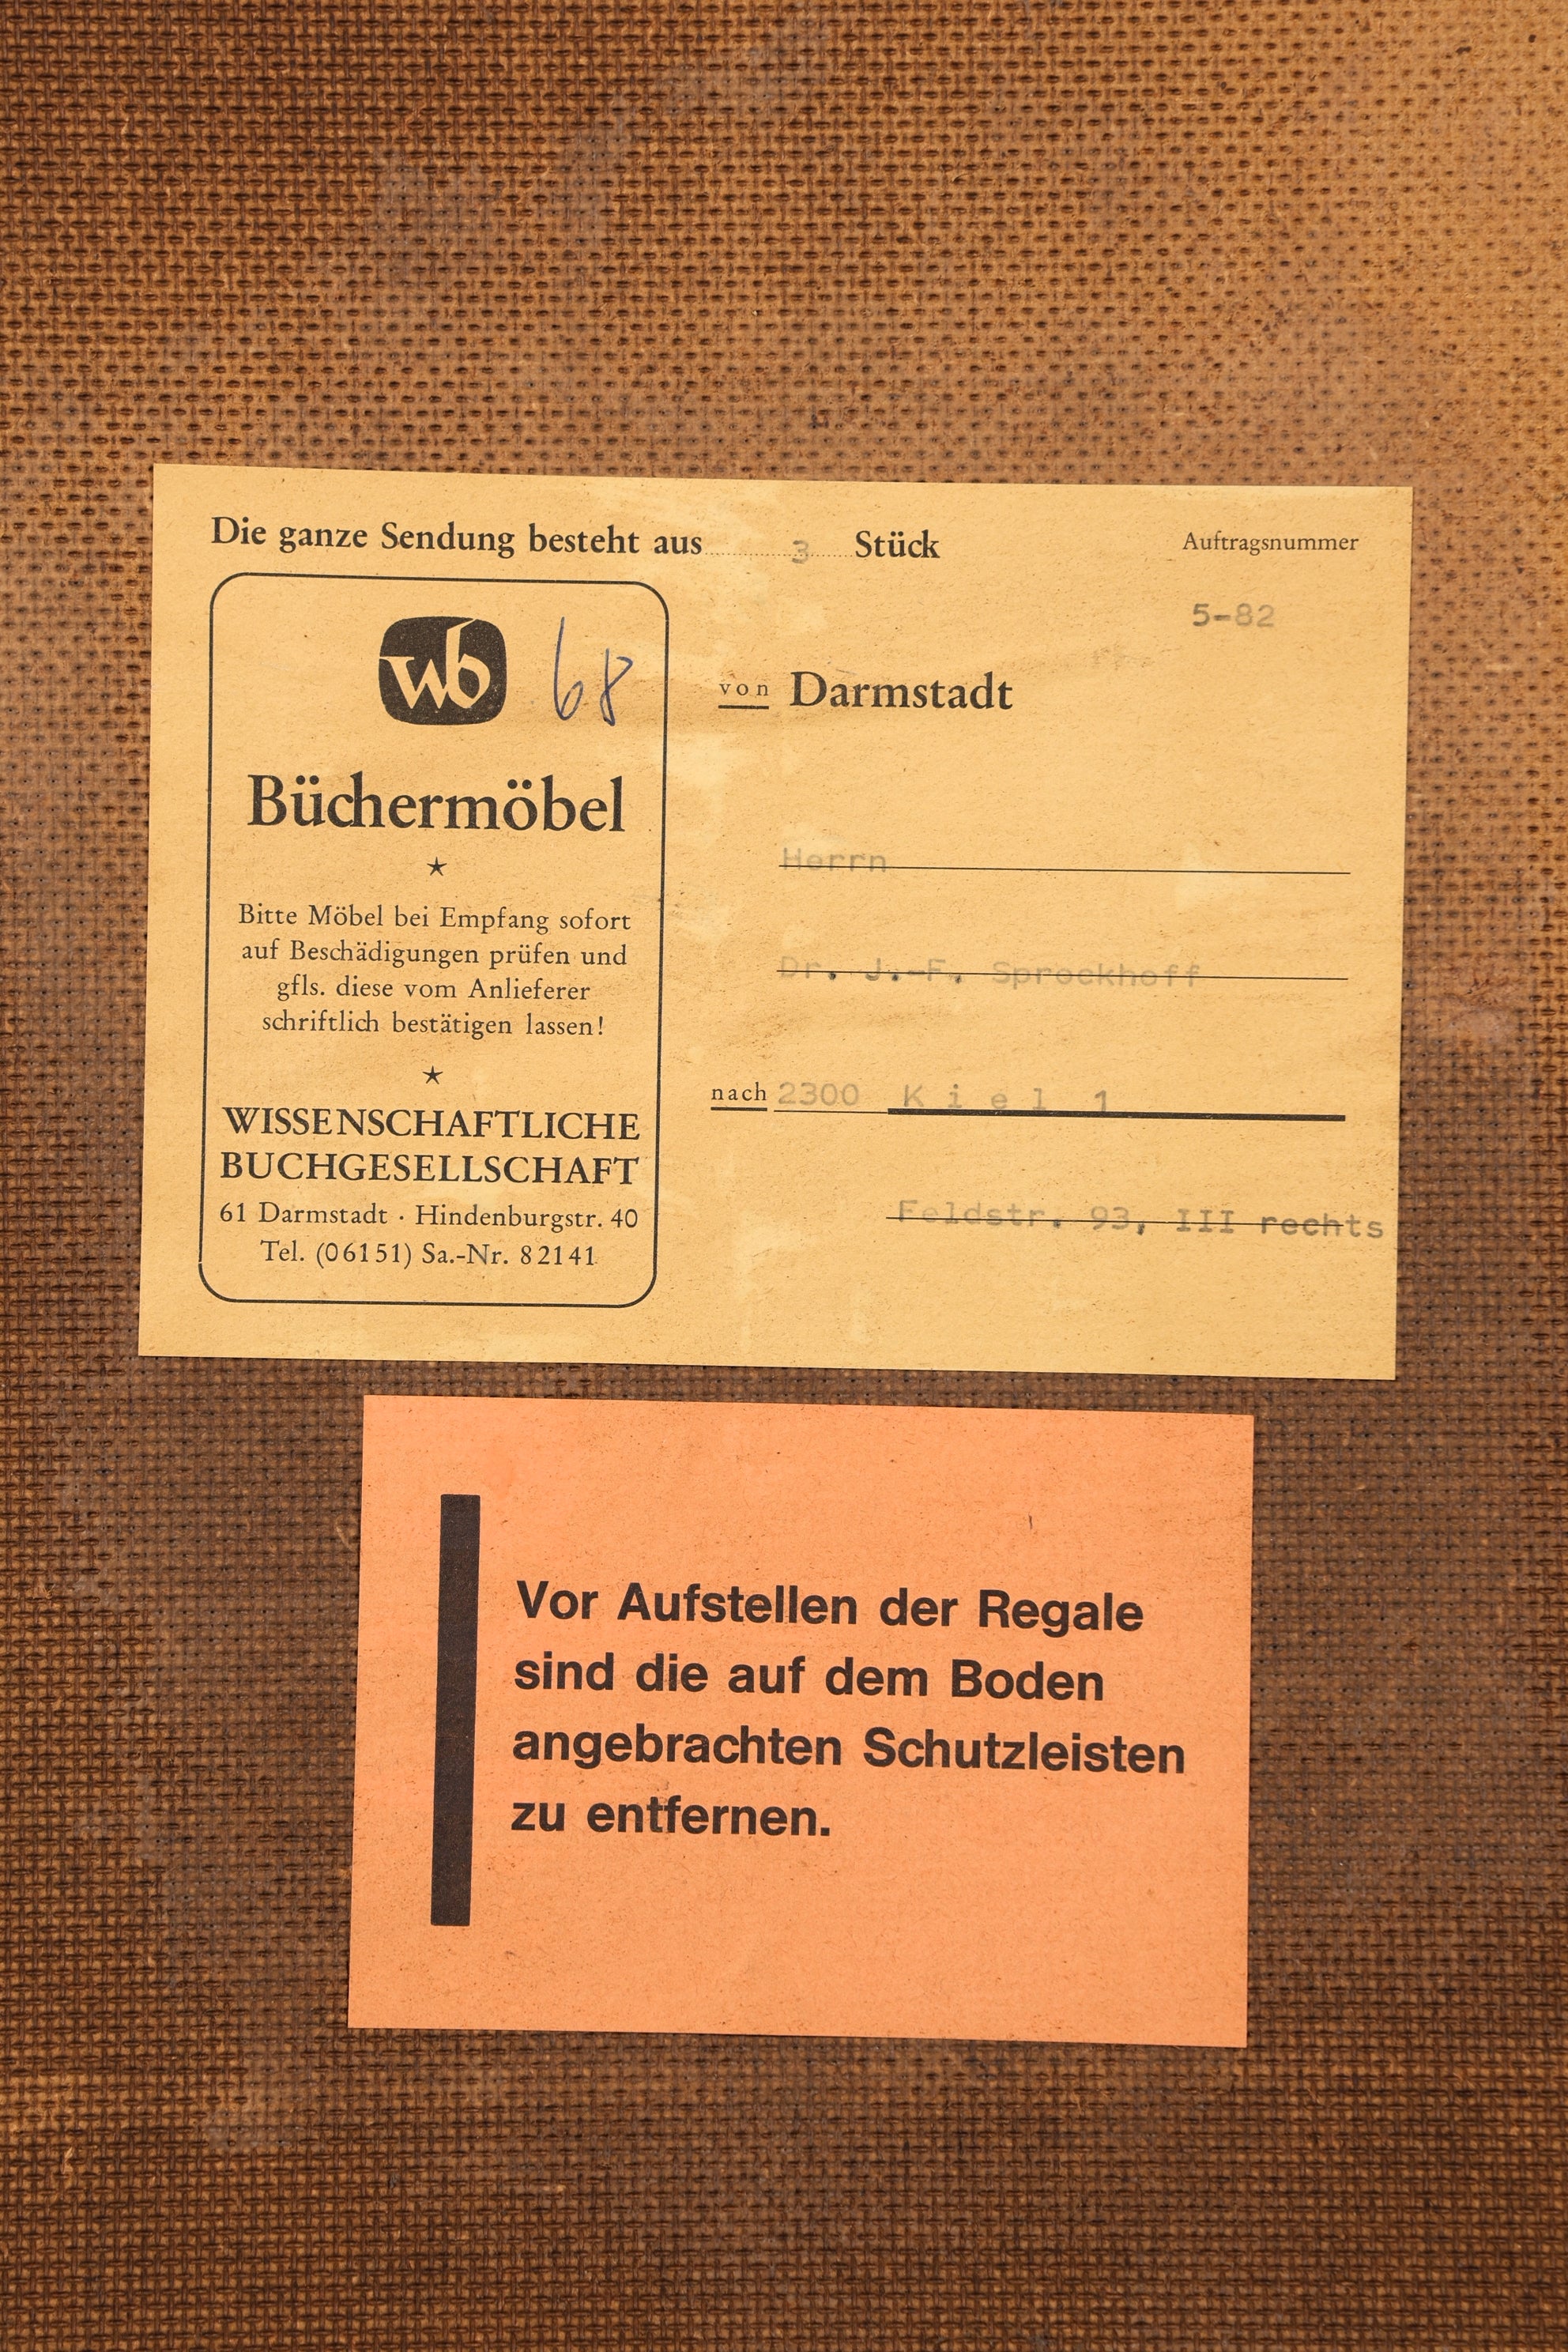 Die ganze Sendung besteht aus 3 Stück
Auftragsnummer
5-82
wb
68
Büchermöbel
Bitte Möbel bei Empfang sofort
auf Beschädigungen prüfen und
gfls. diese vom Anlieferer
schriftlich bestätigen lassen!
WISSENSCHAFTLICHE
BUCHGESELLSCHAFT
61 Darmstadt · Hindenburgstr. 40
Tel. (06151) Sa.-Nr. 82141
von Darmstadt
Herrn
Dr. J.-F. Sprockhoff
nach 2300 Kiel 1
Feldstr. 93, III rechts
Vor Aufstellen der Regale
sind die auf dem Boden
angebrachten Schutzleisten
zu entfernen.